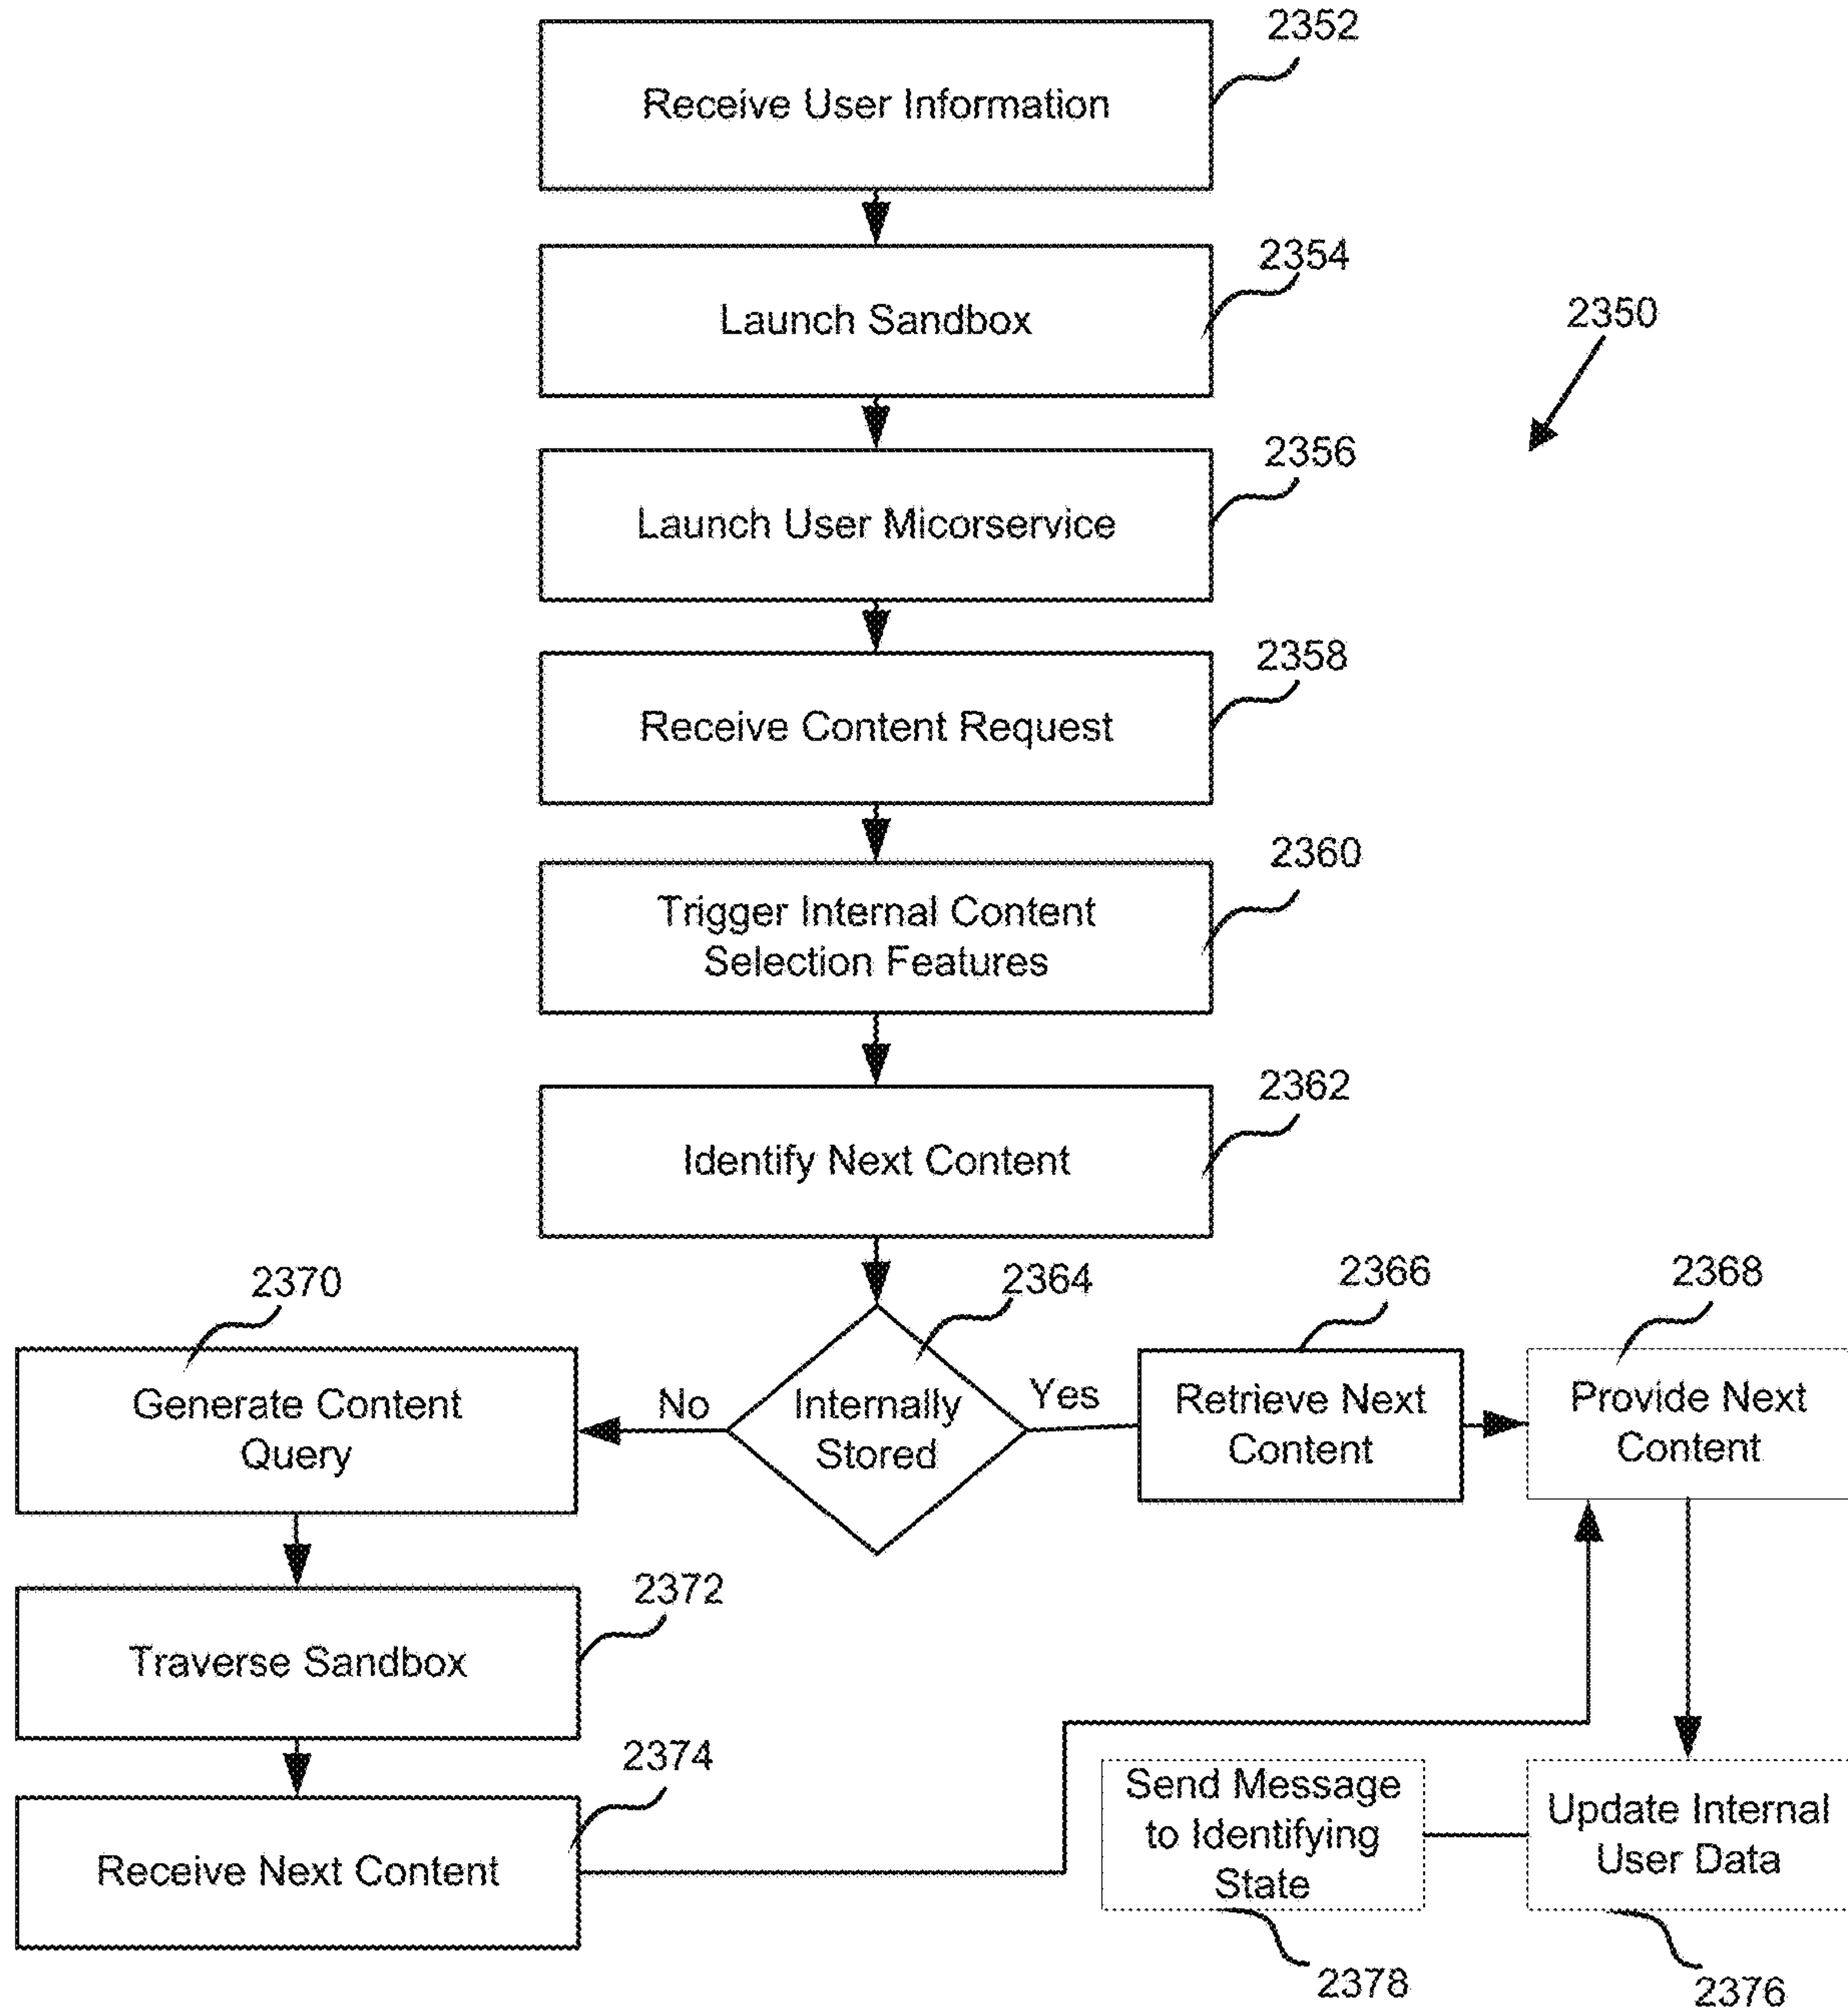 2352
Receive User Information
2354
Launch Sandbox
2350
2356
Launch User Micorservice
2358
Receive Content Request
2360
Trigger Internal Content
Selection Features
2362
Identify Next Content
2364
2366
2368
2370
Generate Content
Query
No
Internally
Stored
Yes
Retrieve Next
Content
Provide Next
Content
2372
Traverse Sandbox
2374
Receive Next Content
Send Message
to Identifying
State
Update Internal
User Data
2378
2376